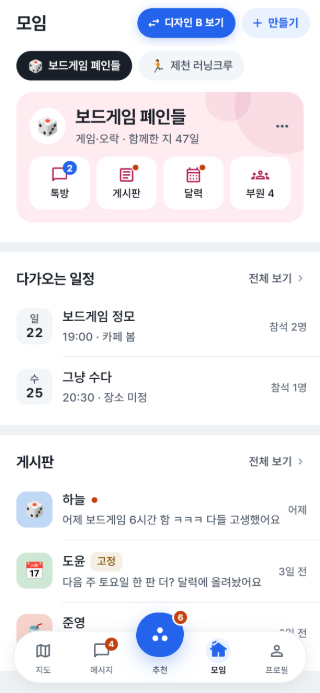 모임
디자인 B 보기
+ 만들기
보드게임 폐인들
제천 러닝크루
보드게임 폐인들
게임·오락 · 함께한 지 47일
2
톡방
게시판
달력
부원 4
다가오는 일정
전체 보기 >
일
22
보드게임 정모
19:00 · 카페 봄
참석 2명
수
25
그냥 수다
20:30 · 장소 미정
참석 1명
게시판
전체 보기 >
하늘
어제 보드게임 6시간 함 ㅋㅋㅋ 다들 고생했어요
어제
도윤 고정
다음 주 토요일 한 판 더? 달력에 올려놨어요
3일 전
준영
일 전
지도
4
메시지
6
추천
모임
프로필